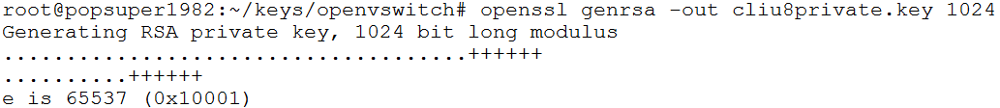 root@popsuper1982:~/keys/openvswitch# openssl genrsa -out cliu8private.key 1024
Generating RSA private key, 1024 bit long modulus
......................................++++++
..........++++++
e is 65537 (0x10001)